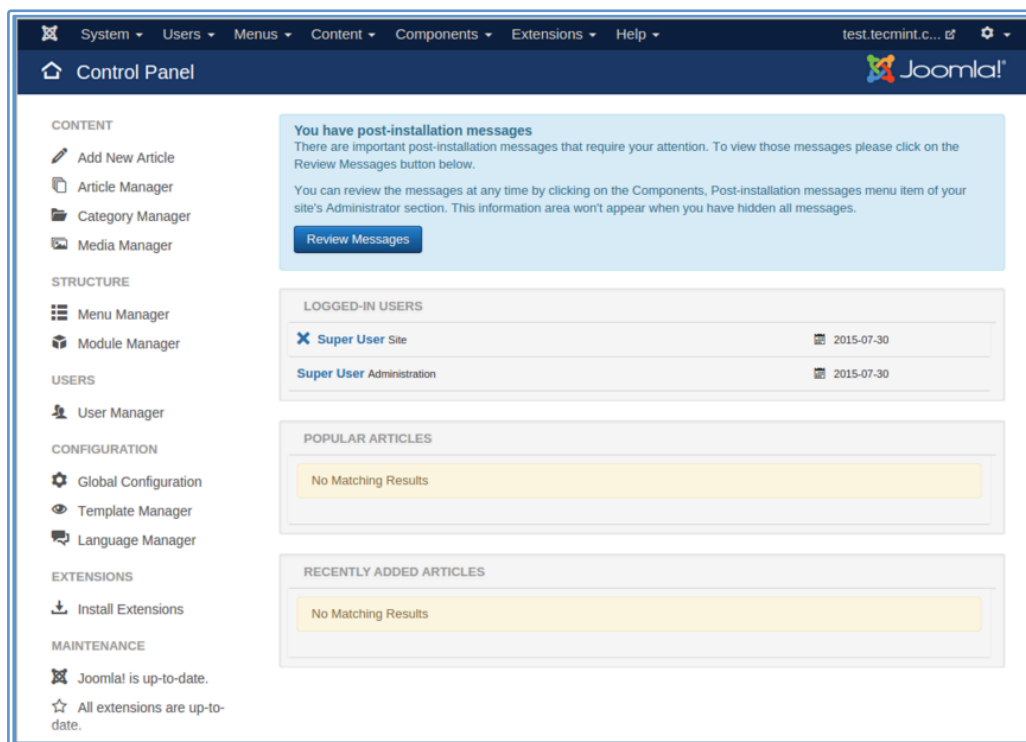 System Users Menus Content Components Extensions Help test.tecmint.c...
Control Panel Joomla!®
CONTENT
Add New Article
Article Manager
Category Manager
Media Manager
STRUCTURE
Menu Manager
Module Manager
USERS
User Manager
CONFIGURATION
Global Configuration
Template Manager
Language Manager
EXTENSIONS
Install Extensions
MAINTENANCE
Joomla! is up-to-date.
All extensions are up-to-
date.
You have post-installation messages
There are important post-installation messages that require your attention. To view those messages please click on the
Review Messages button below.
You can review the messages at any time by clicking on the Components, Post-installation messages menu item of your
site's Administrator section. This information area won't appear when you have hidden all messages.
Review Messages
LOGGED-IN USERS
Super User Site 2015-07-30
Super User Administration 2015-07-30
POPULAR ARTICLES
No Matching Results
RECENTLY ADDED ARTICLES
No Matching Results